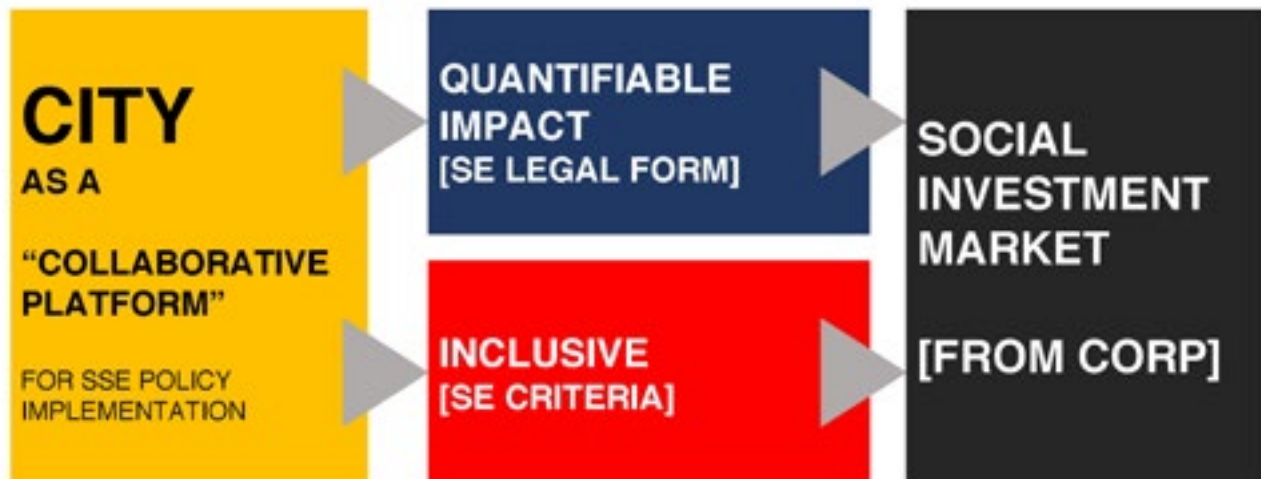 CITY
AS A
“COLLABORATIVE
PLATFORM”
FOR SSE POLICY
IMPLEMENTATION
QUANTIFIABLE
IMPACT
[SE LEGAL FORM]
INCLUSIVE
[SE CRITERIA]
SOCIAL
INVESTMENT
MARKET
[FROM CORP]